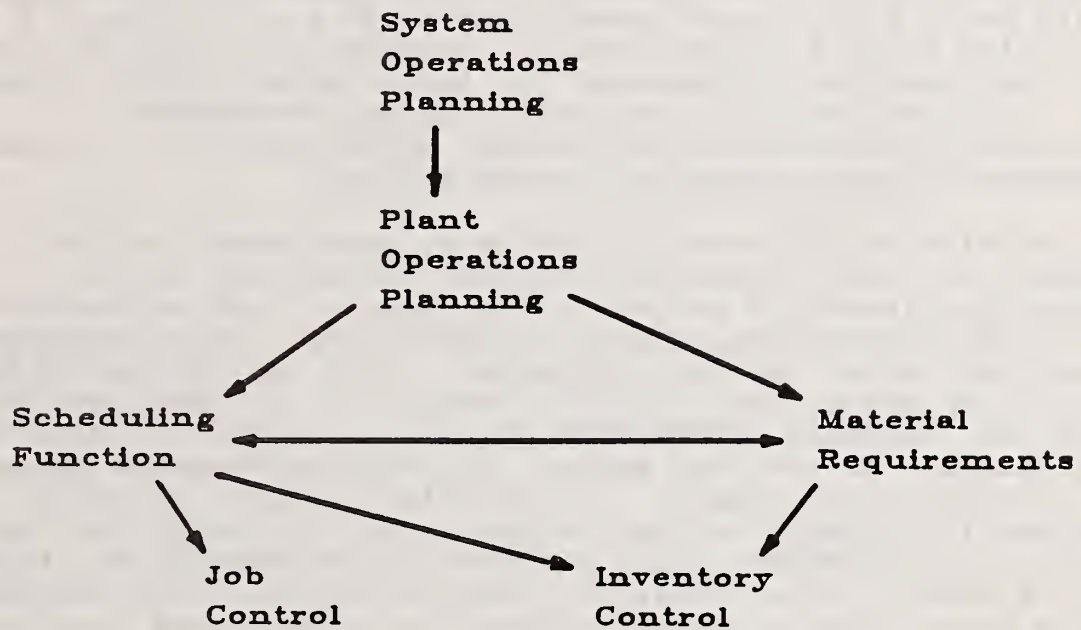 System
Operations
Planning
Plant
Operations
Planning
Scheduling
Function
Material
Requirements
Job
Control
Inventory
Control